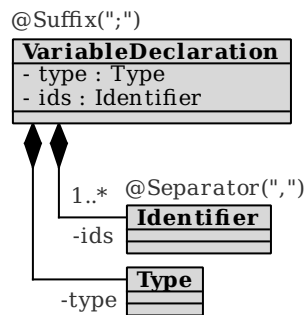 @Suffix(";")
VariableDeclaration
- type : Type
- ids : Identifier
1..* @Separator(",")
Identifier
-ids
Type
-type